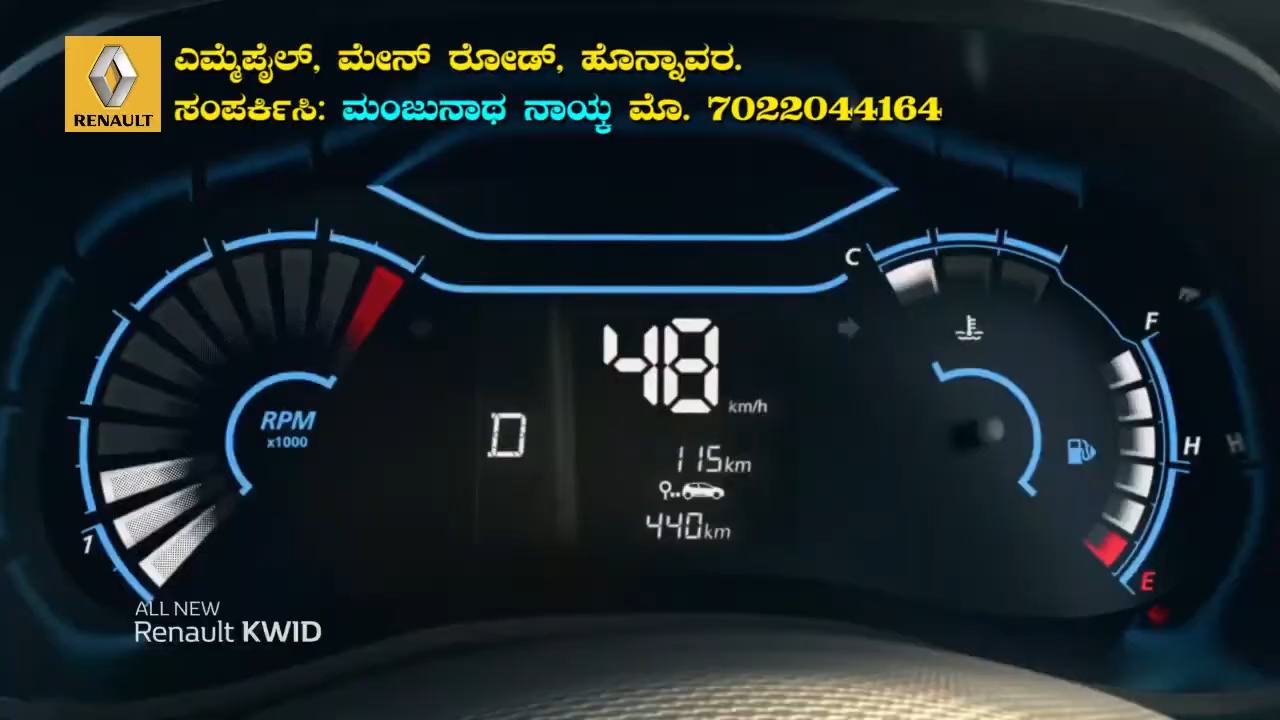 ಎಮ್ಮೆಪೈಲ್, ಮೇನ್ ರೋಡ್, ಹೊನ್ನಾವರ.
RENAULT
ಸಂಪರ್ಕಿಸಿ: ಮಂಜುನಾಥ ನಾಯ್ಕ ಮೊ. 7022044164
C
F
48
km/h
RPM
x1000
D
H
H
115km
440km
1
E
ALL NEW
Renault KWID